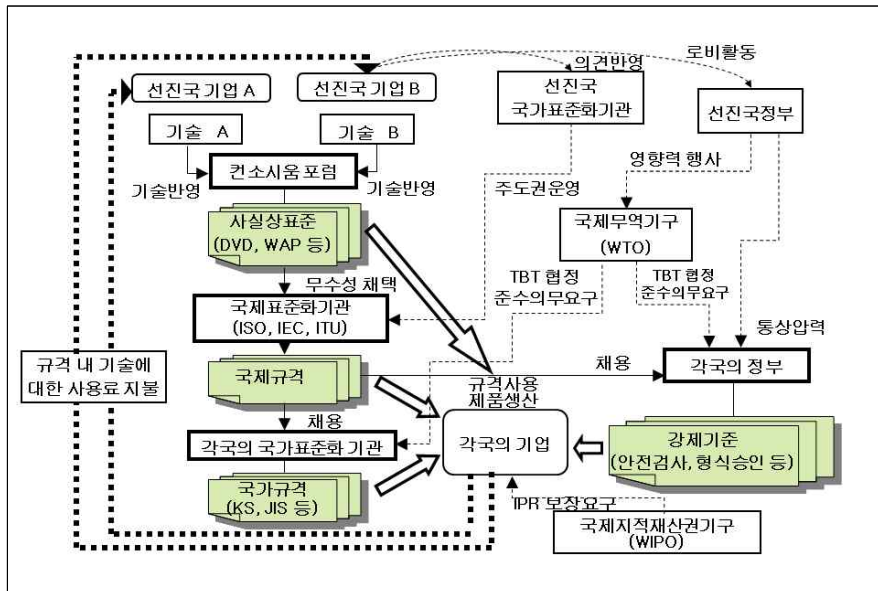 로비활동
의견반영
선진국 기업 A
선진국 기업 B
선진국
국가표준화기관
선진국정부
기술 A
기술 B
컨소시움 포럼
기술반영
기술반영
영향력 행사
주도권운영
사실상표준
(DVD, WAP 등)
국제무역기구
(WTO)
무수성 채택
TBT 협정
준수의무요구
TBT 협정
준수의무요구
국제표준화기관
(ISO, IEC, ITU)
통상압력
규격 내 기술에
대한 사용료 지불
국제규격
채용
각국의 정부
규격사용
제품생산
채용
각국의 국가표준화 기관
각국의 기업
강제기준
(안전검사, 형식승인 등)
국가규격
(KS, JIS 등)
IPR 보장요구
국제지적재산권기구
(WIPO)